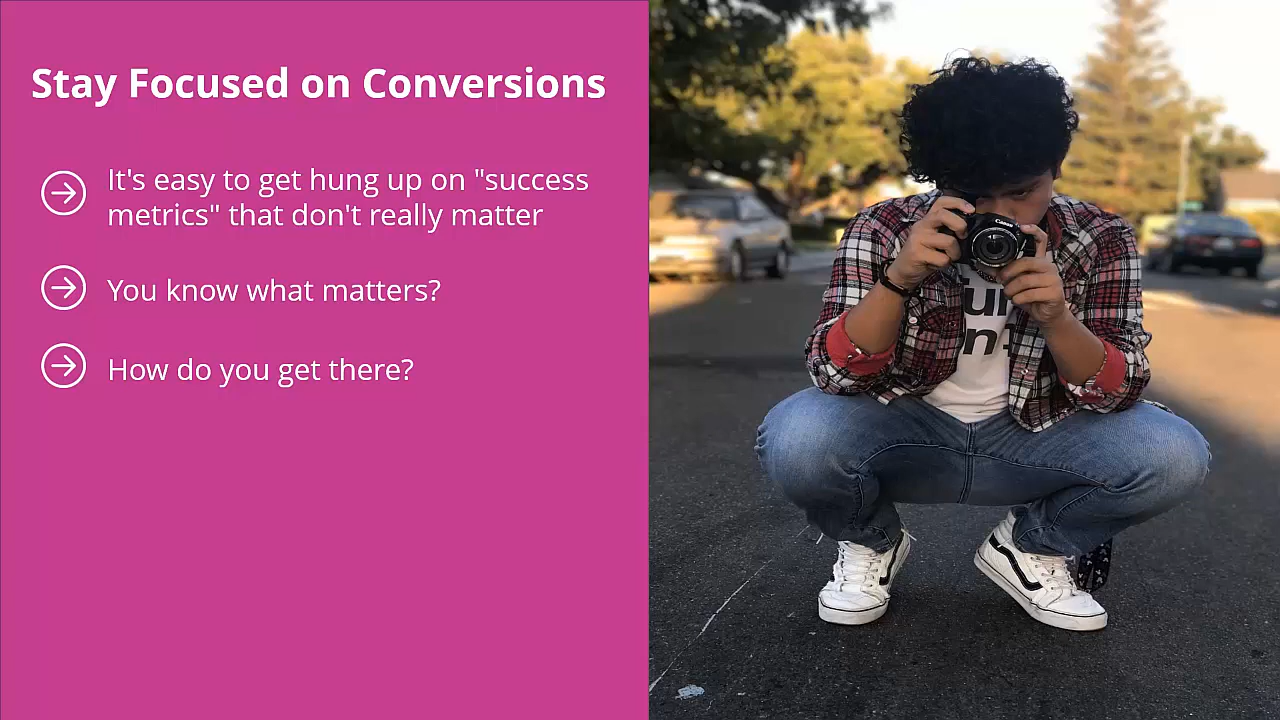 Stay Focused on Conversions
It's easy to get hung up on "success
metrics" that don't really matter
You know what matters?
How do you get there?
Canon